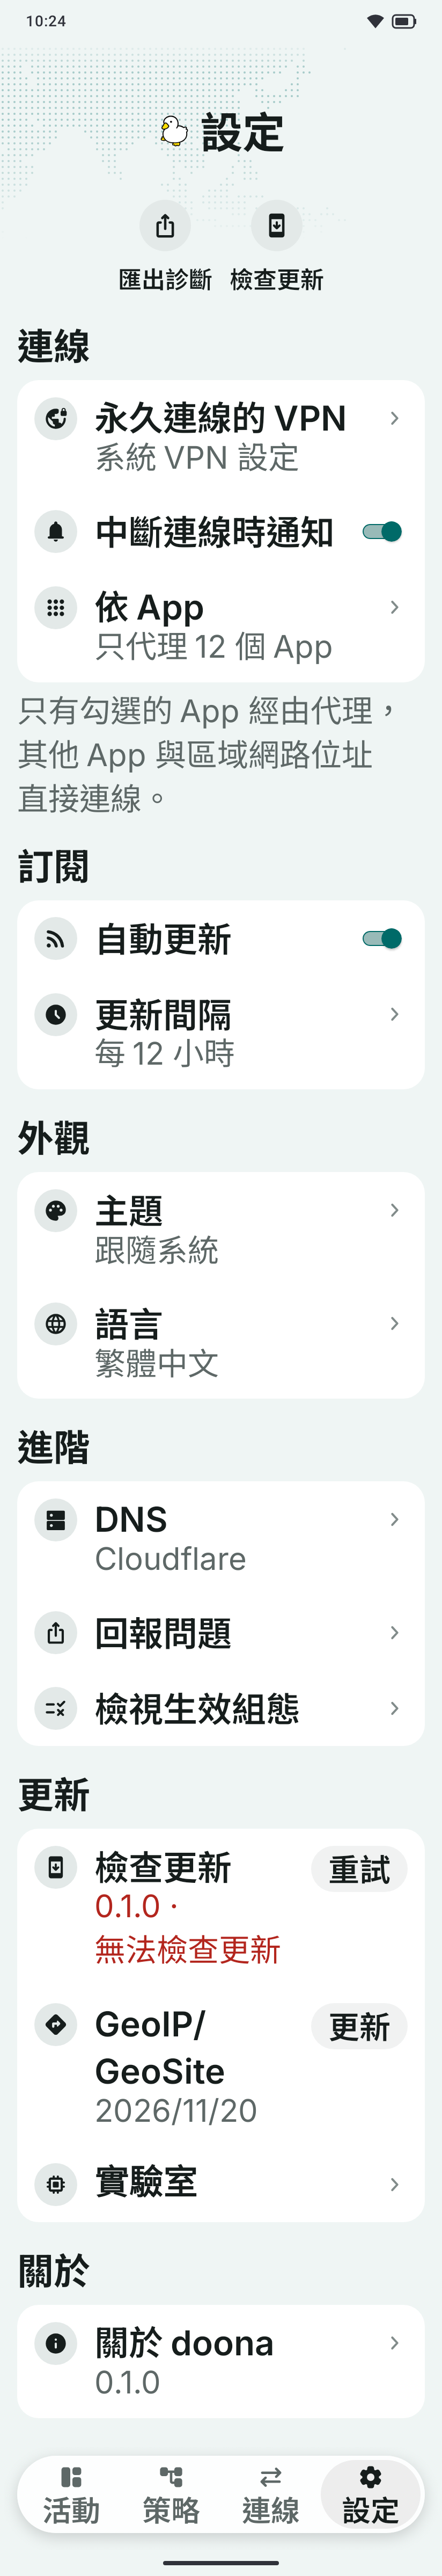 10:24
設定
匯出診斷
檢查更新
連線
永久連線的 VPN
系統 VPN 設定
中斷連線時通知
依 App
只代理 12 個 App
只有勾選的 App 經由代理，
其他 App 與區域網路位址
直接連線。
訂閱
自動更新
更新間隔
每 12 小時
外觀
主題
跟隨系統
語言
繁體中文
進階
DNS
Cloudflare
回報問題
檢視生效組態
更新
檢查更新
重試
0.1.0 ·
無法檢查更新
GeoIP/
GeoSite
更新
2026/11/20
實驗室
關於
關於 doona
0.1.0
活動
策略
連線
設定